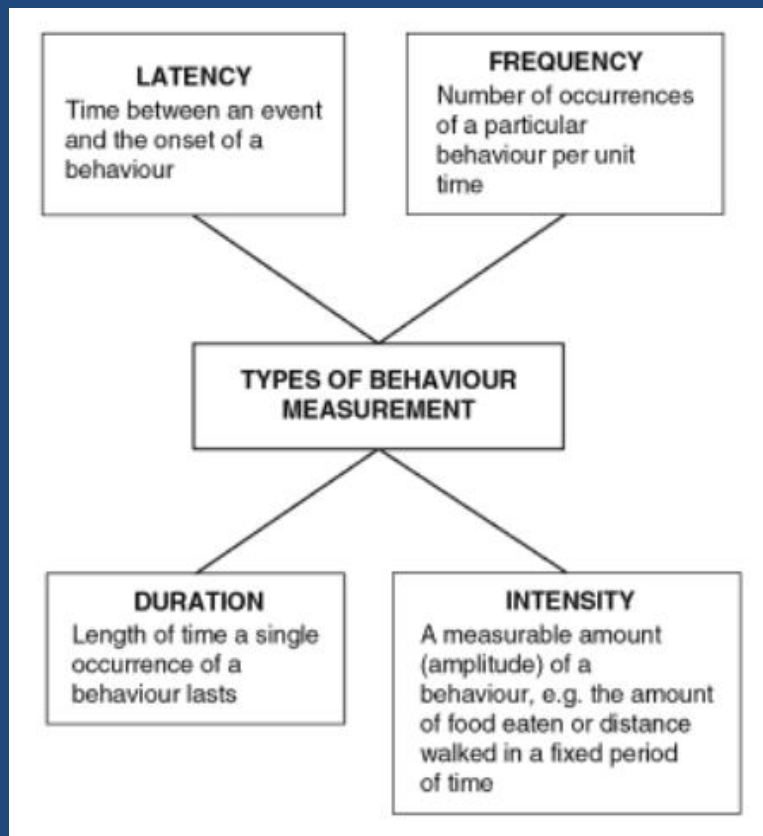 LATENCY
Time between an event
and the onset of a
behaviour
FREQUENCY
Number of occurrences
of a particular
behaviour per unit
time
TYPES OF BEHAVIOUR
MEASUREMENT
DURATION
Length of time a single
occurrence of a
behaviour lasts
INTENSITY
A measurable amount
(amplitude) of a
behaviour, e.g. the amount
of food eaten or distance
walked in a fixed period
of time